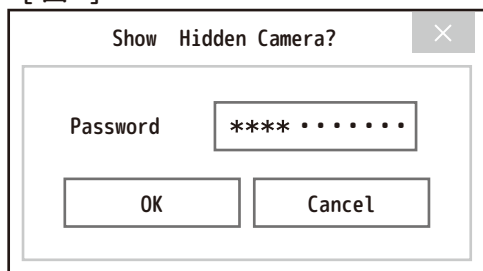 Show Hidden Camera?
Password ****・・・・・・・
OK Cancel